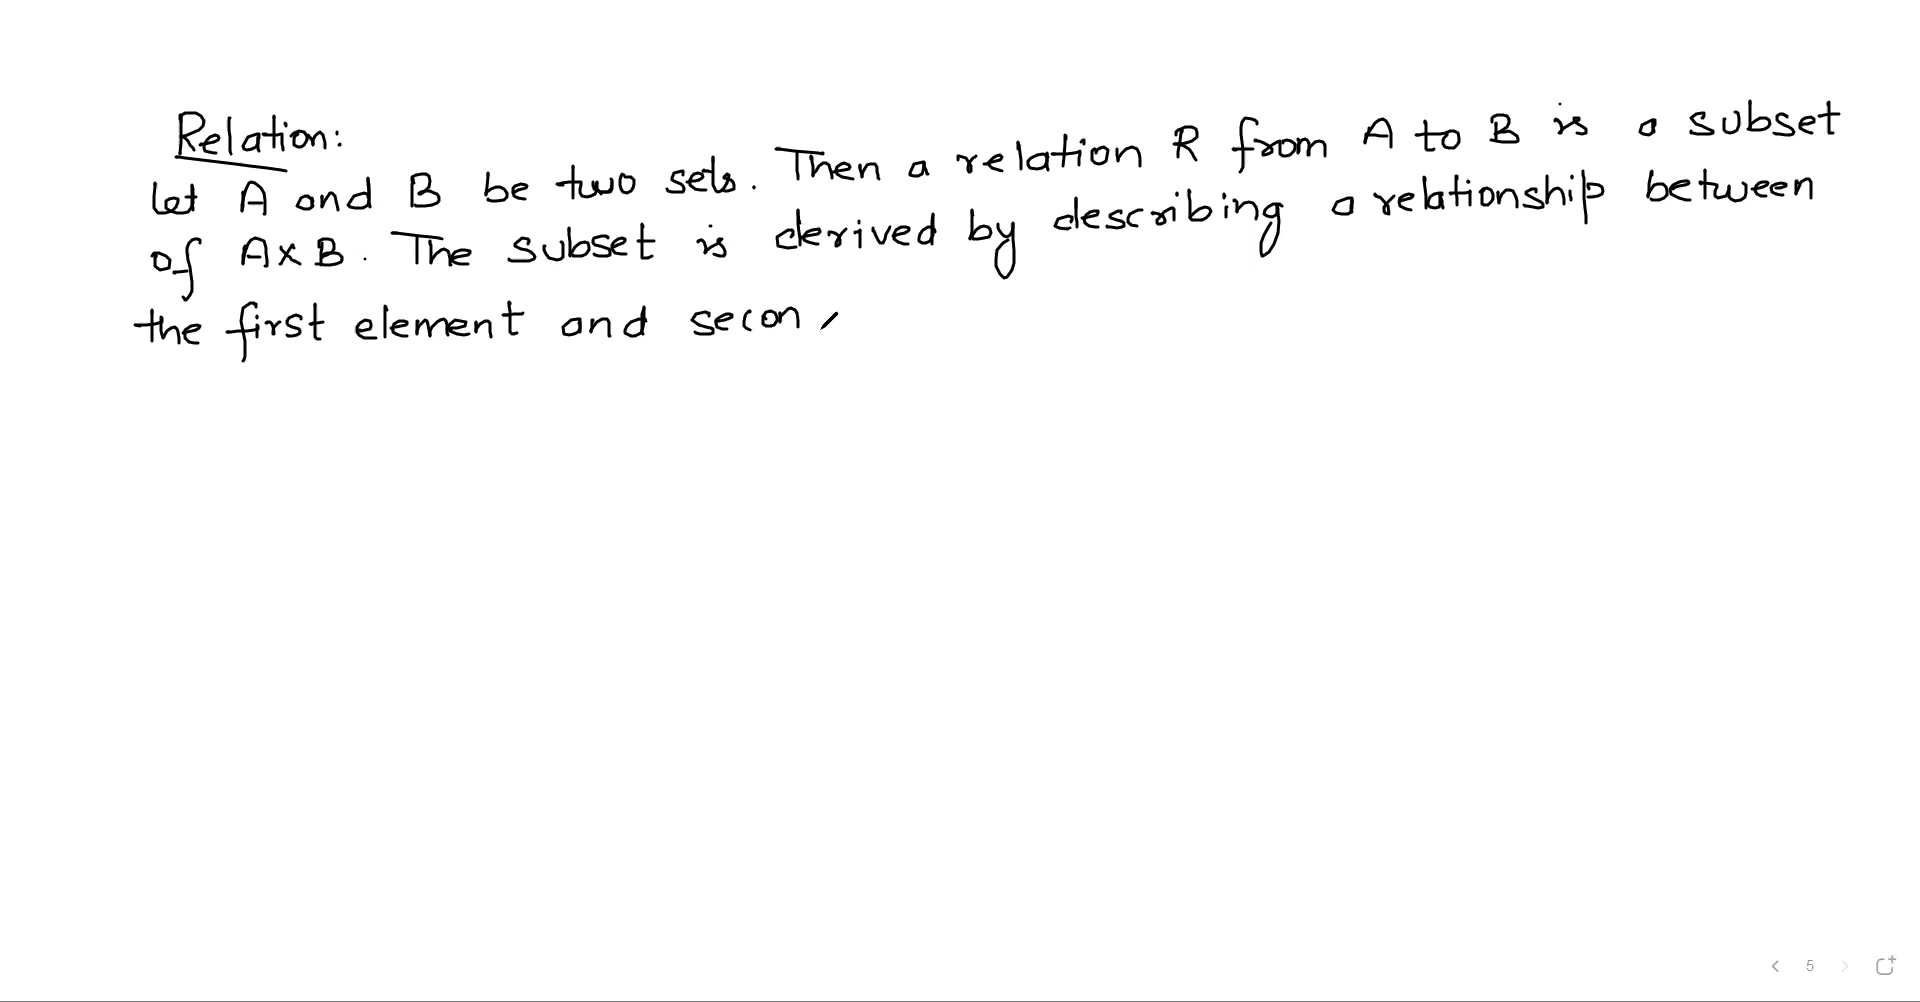 Relation:
Let A and B be two sets. Then a relation R from A to B is a subset
of A×B. The subset is derived by describing a relationship between
the first element and secon
5